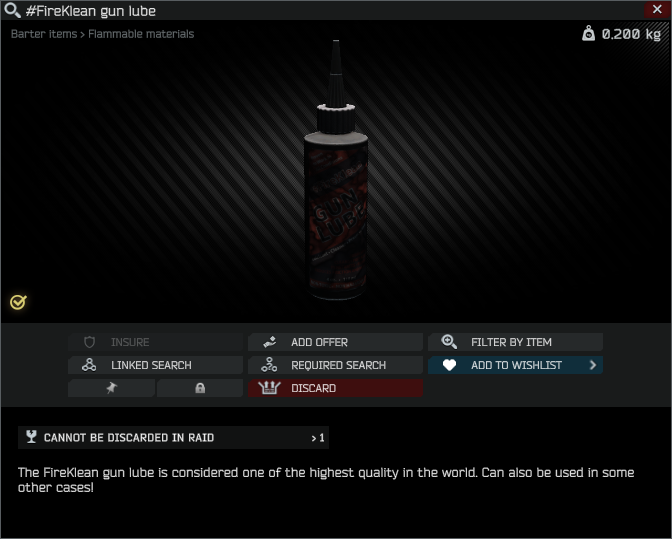 #FireKlean gun lube
Barter items > Flammable materials
0.200 kg
GUN
LUBE
INSURE
ADD OFFER
FILTER BY ITEM
LINKED SEARCH
REQUIRED SEARCH
ADD TO WISHLIST
DISCARD
CANNOT BE DISCARDED IN RAID
> 1
The FireKlean gun lube is considered one of the highest quality in the world. Can also be used in some
other cases!